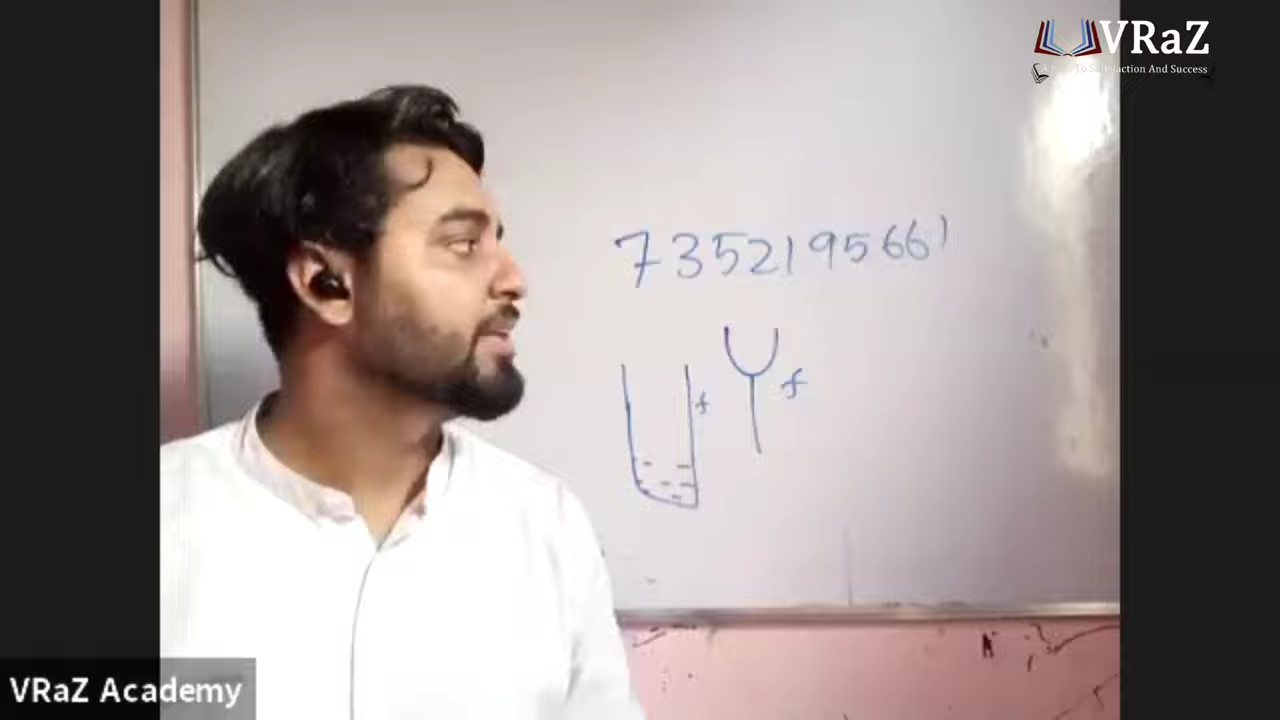 VRaZ
A Path To Satisfaction And Success
7352195661
f
f
VRaZ Academy